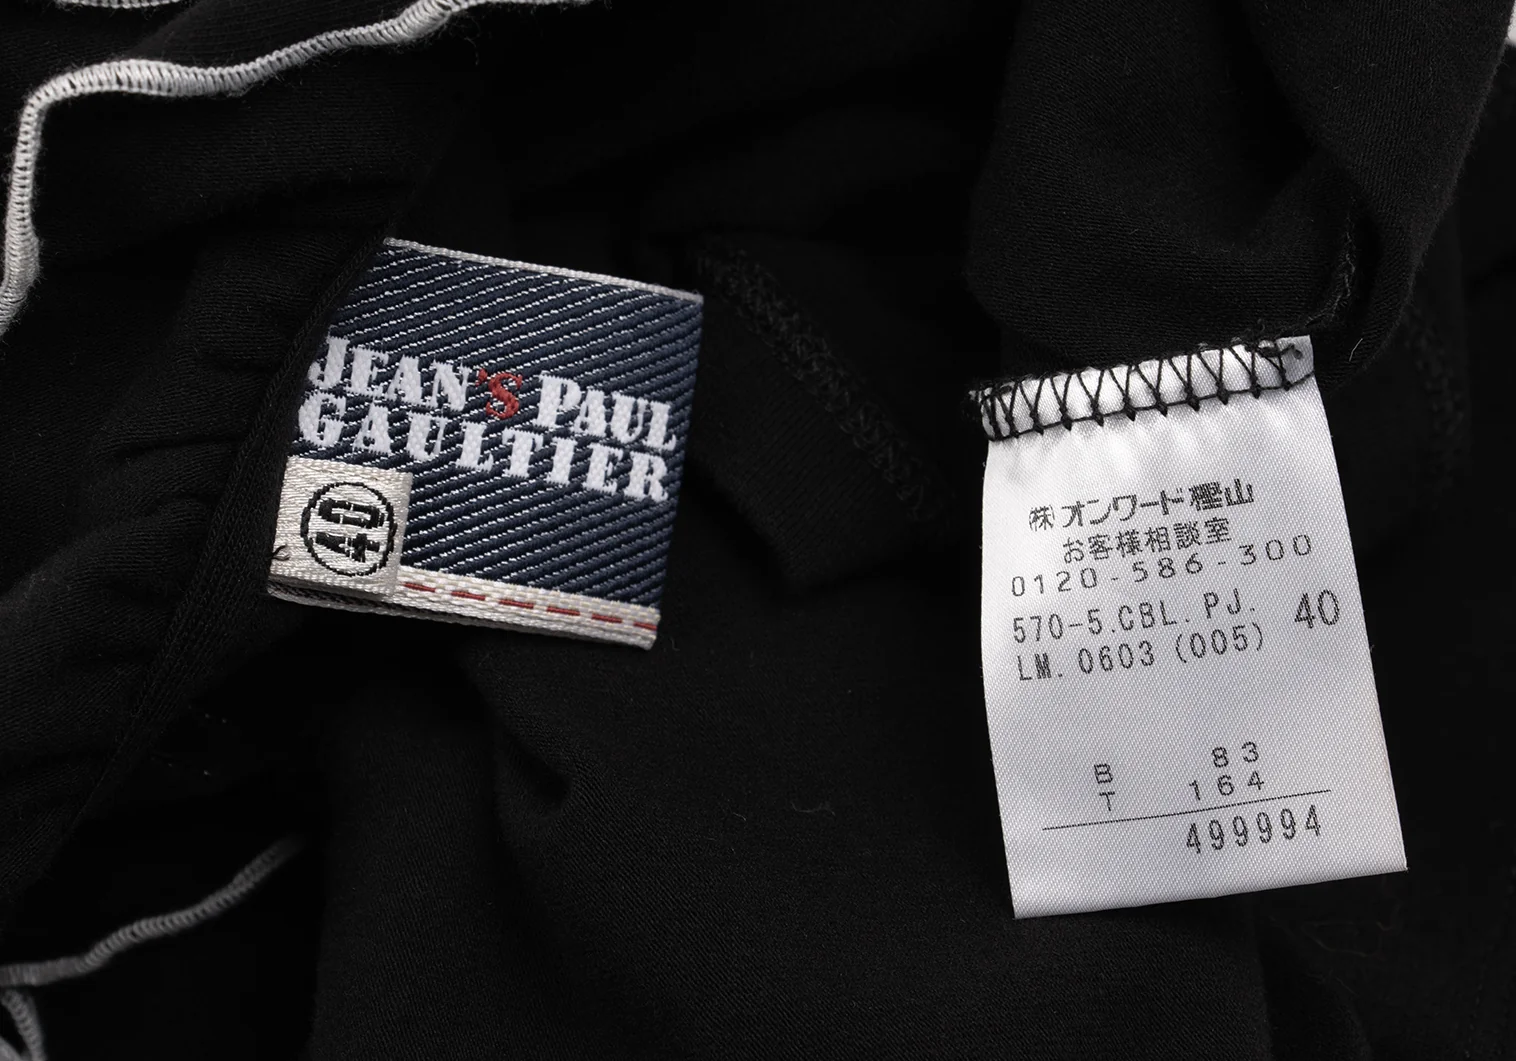 JEAN'S PAUL
GAULTIER
40
㈱オンワード樫山
お客様相談室
0120-586-300
570-5.CBL.PJ. 40
LM.0603(005)
B 83
T 164
499994